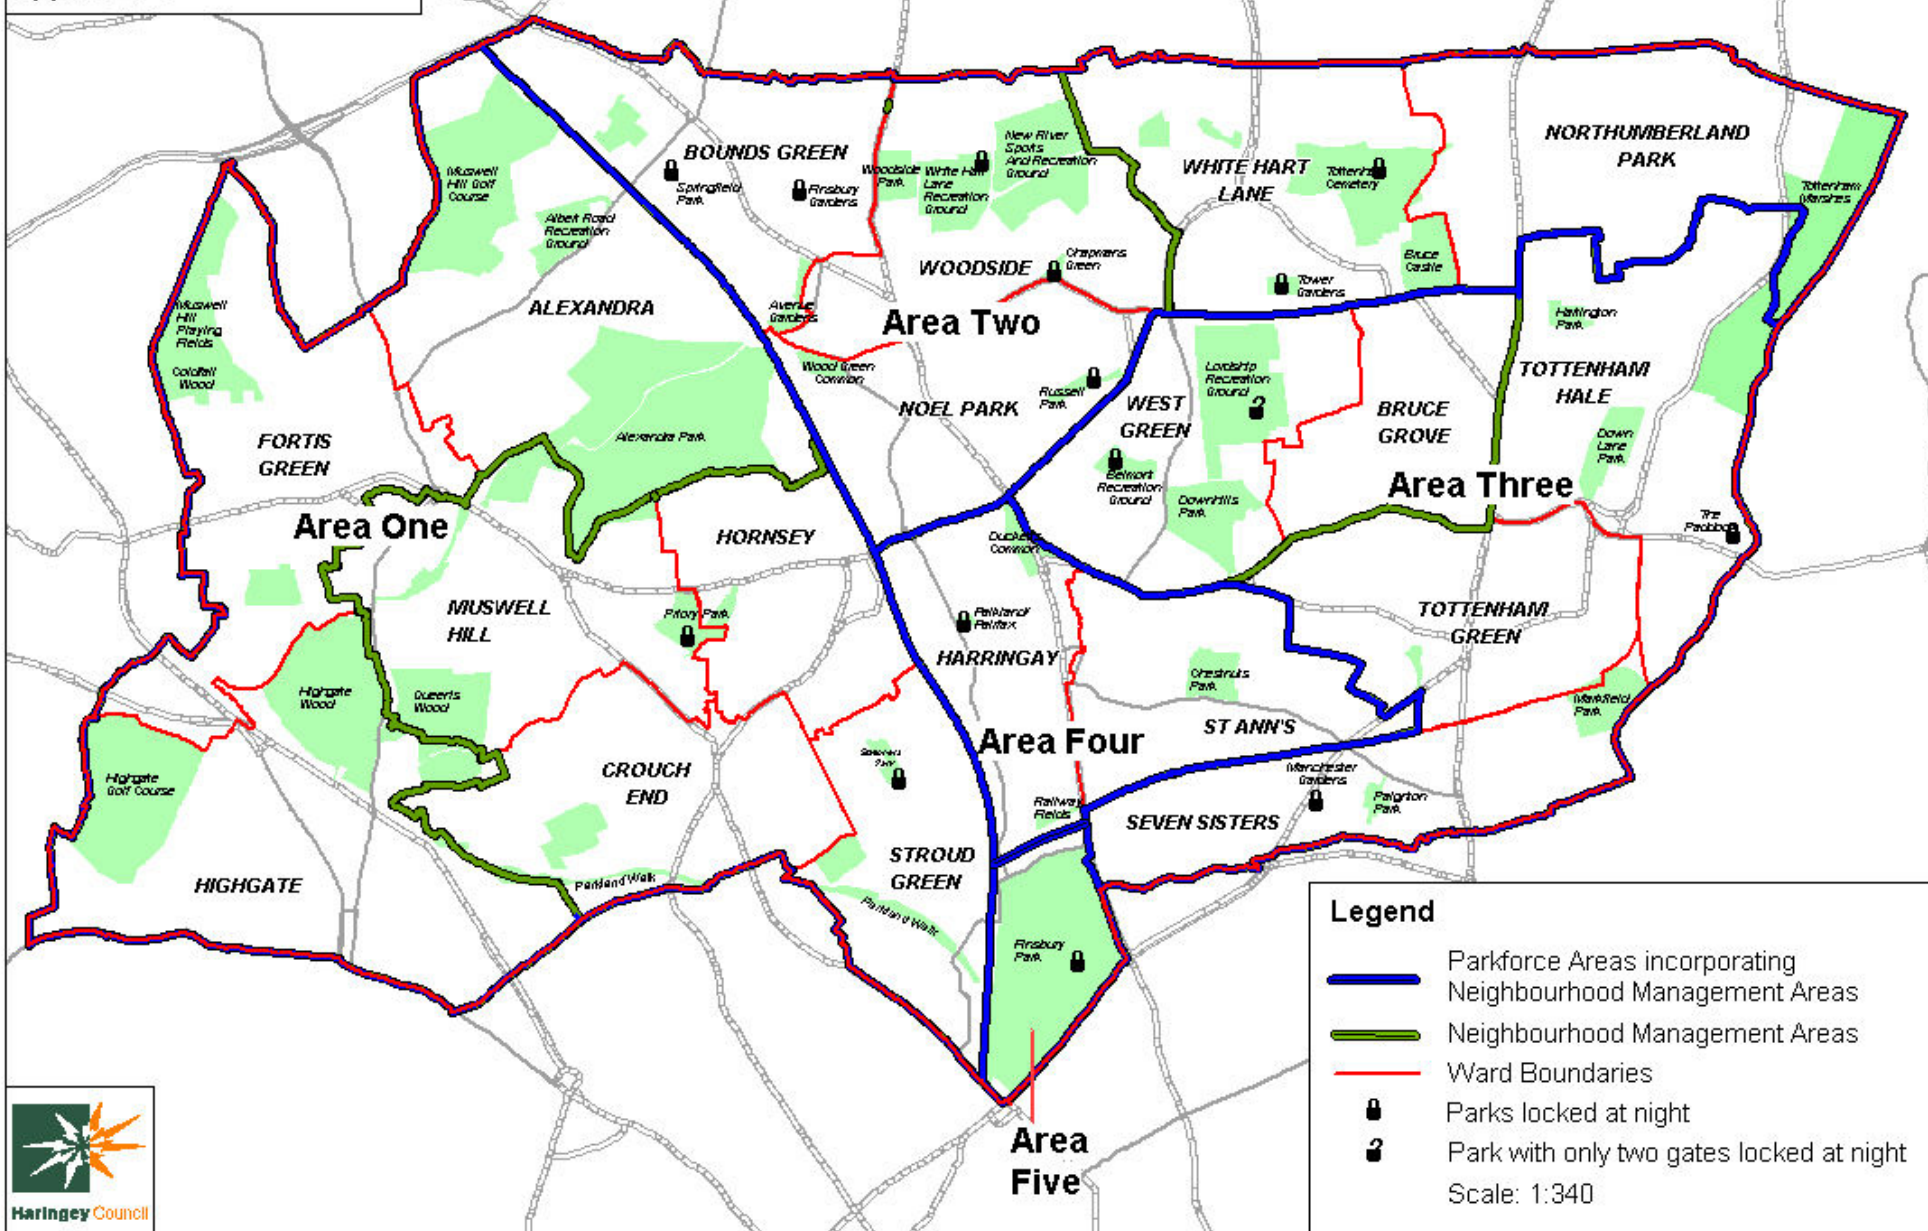 NORTHUMBERLAND
PARK
BOUNDS GREEN
WHITE HART
LANE
New River
Sports
And Recreation
Ground
Woodside
Park
White Hart
Lane
Recreation
Ground
Springfield
Park
Finsbury
Gardens
Tottenham
Cemetery
Tottenham
Marshes
Muswell
Hill Golf
Course
Albert Road
Recreation
Ground
WOODSIDE
Chapmans
Green
Bruce
Castle
Tower
Gardens
Muswell
Hill
Playing
Fields
Coldfall
Wood
ALEXANDRA
Avenue
Gardens
Area Two
Hartington
Park
TOTTENHAM
HALE
Wood Green
Common
Lordship
Recreation
Ground
Russell
Park
NOEL PARK
WEST
GREEN
BRUCE
GROVE
FORTIS
GREEN
Alexandra Park
Down
Lane
Park
Belmont
Recreation
Ground
Downhills
Park
Area Three
Area One
HORNSEY
Ducketts
Common
The
Paddock
MUSWELL
HILL
Priory Park
Falkland/
Fairfax
HARRINGAY
TOTTENHAM
GREEN
Highgate
Wood
Queens
Wood
Chestnuts
Park
Markfield
Park
Area Four
ST ANN'S
Highgate
Golf Course
CROUCH
END
Manchester
Gardens
Paignton
Park
Railway
Fields
SEVEN SISTERS
STROUD
GREEN
HIGHGATE
Parkland Walk
Parkland Walk
Finsbury
Park
Area
Five
Legend
Parkforce Areas incorporating
Neighbourhood Management Areas
Neighbourhood Management Areas
Ward Boundaries
Parks locked at night
Park with only two gates locked at night
Scale: 1:340
Haringey Council